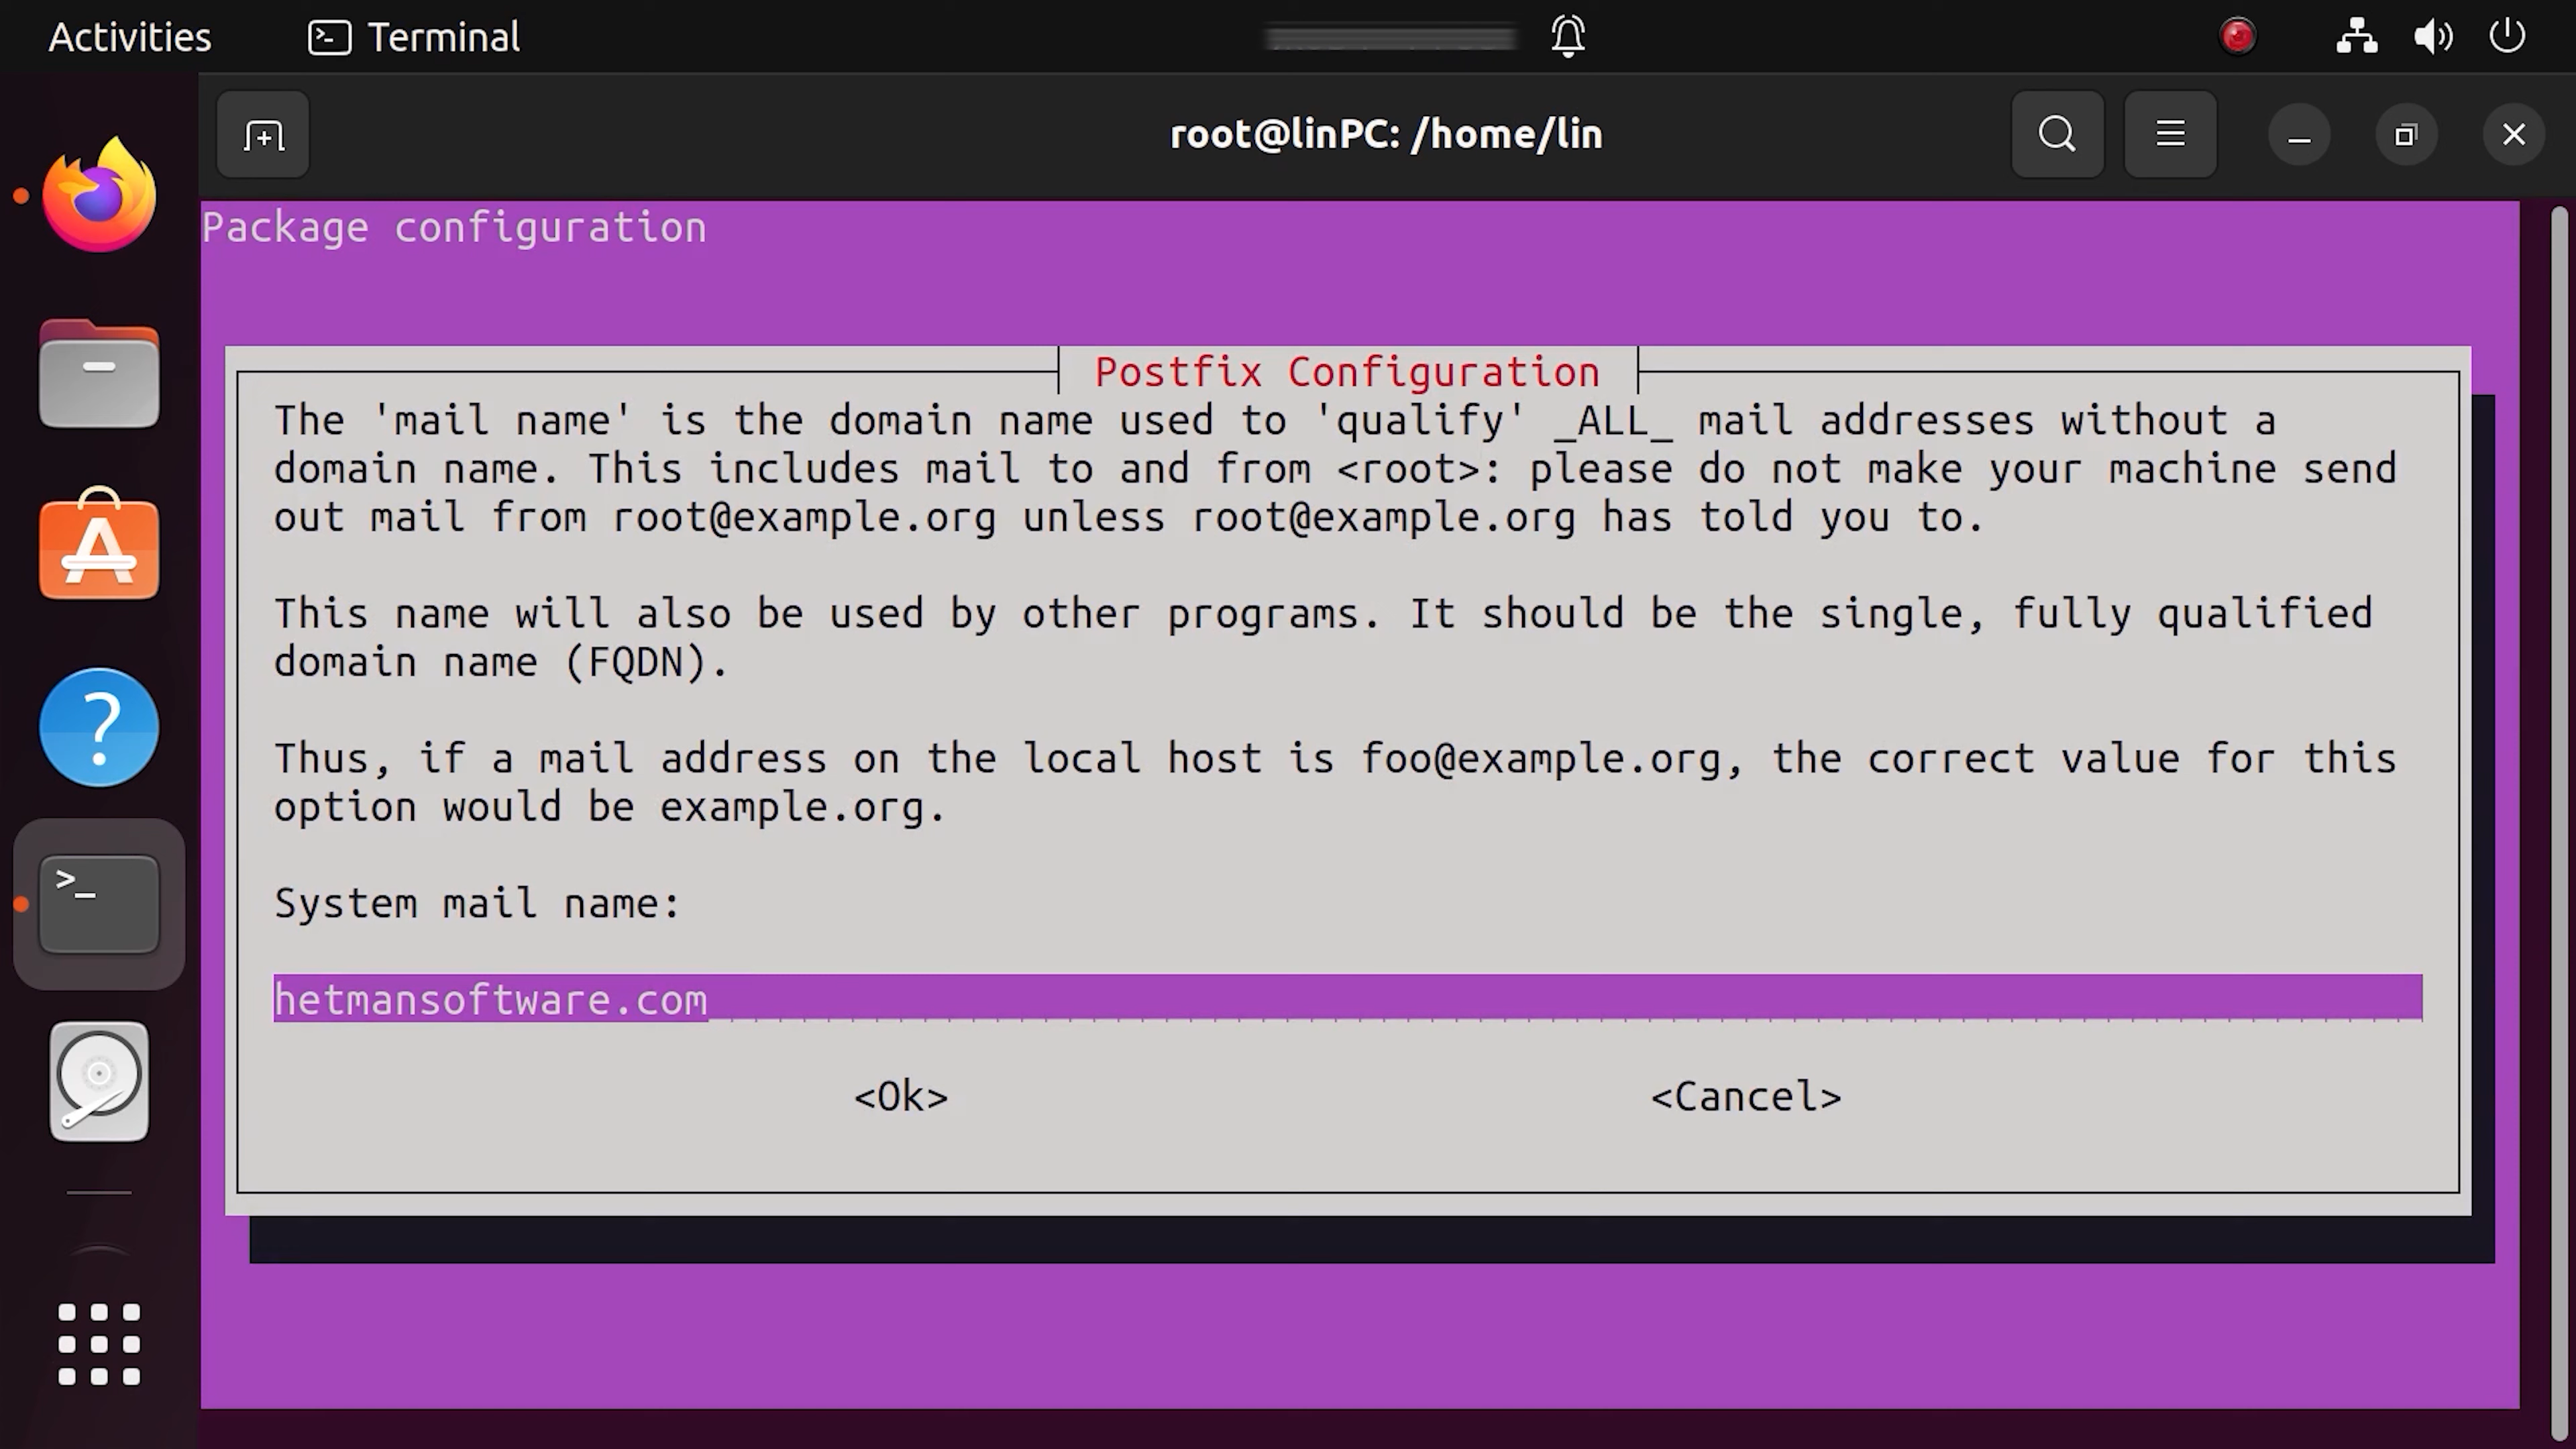 Activities
Terminal
root@linPC: /home/lin
Package configuration
Postfix Configuration
The 'mail name' is the domain name used to 'qualify' _ALL_ mail addresses without a
domain name. This includes mail to and from <root>: please do not make your machine send
out mail from root@example.org unless root@example.org has told you to.
This name will also be used by other programs. It should be the single, fully qualified
domain name (FQDN).
Thus, if a mail address on the local host is foo@example.org, the correct value for this
option would be example.org.
System mail name:
hetmansoftware.com
<Ok>
<Cancel>